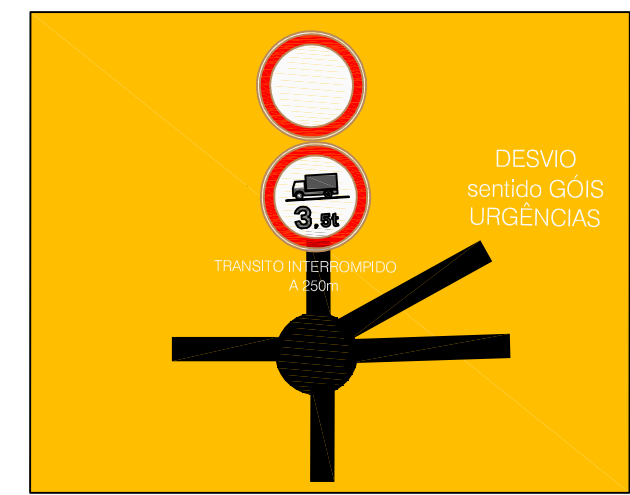 3,5t
DESVIO
sentido GÓIS
URGÊNCIAS
TRANSITO INTERROMPIDO
A 250m